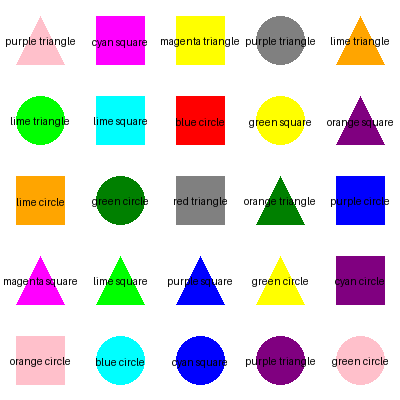 purple triangle cyan square magenta triangle purple triangle lime triangle
lime triangle lime square blue circle green square orange square
lime circle green circle red triangle orange triangle purple circle
magenta square lime square purple square green circle cyan circle
orange circle blue circle cyan square purple triangle green circle